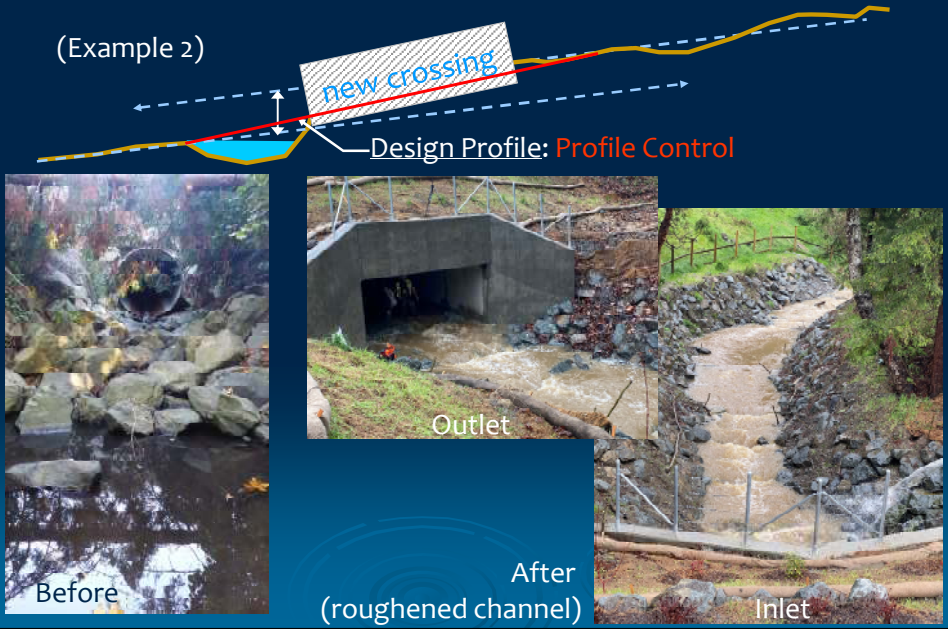 (Example 2)
new crossing
Design Profile: Profile Control
Outlet
Before
After
(roughened channel)
Inlet